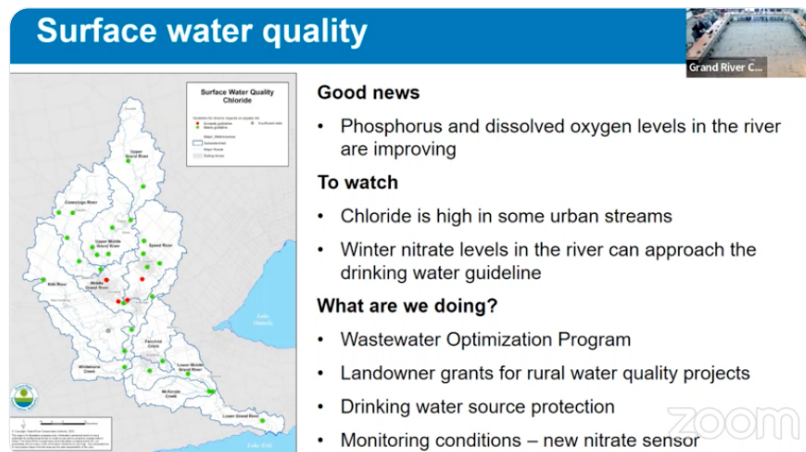 Surface water quality
Grand River C...
Surface Water Quality
Chloride
Good news
• Phosphorus and dissolved oxygen levels in the river
are improving
To watch
• Chloride is high in some urban streams
• Winter nitrate levels in the river can approach the
drinking water guideline
What are we doing?
• Wastewater Optimization Program
• Landowner grants for rural water quality projects
• Drinking water source protection
• Monitoring conditions – new nitrate sensor
Upper
Grand River
Conestogo River
Upper Middle
Grand River
Speed River
Middle
Grand River
Nith River
Fairchild
Creek
Whitemans
Creek
Lower Middle
Grand River
McKenzie
Creek
Lower Grand River
Lake Erie
zoom